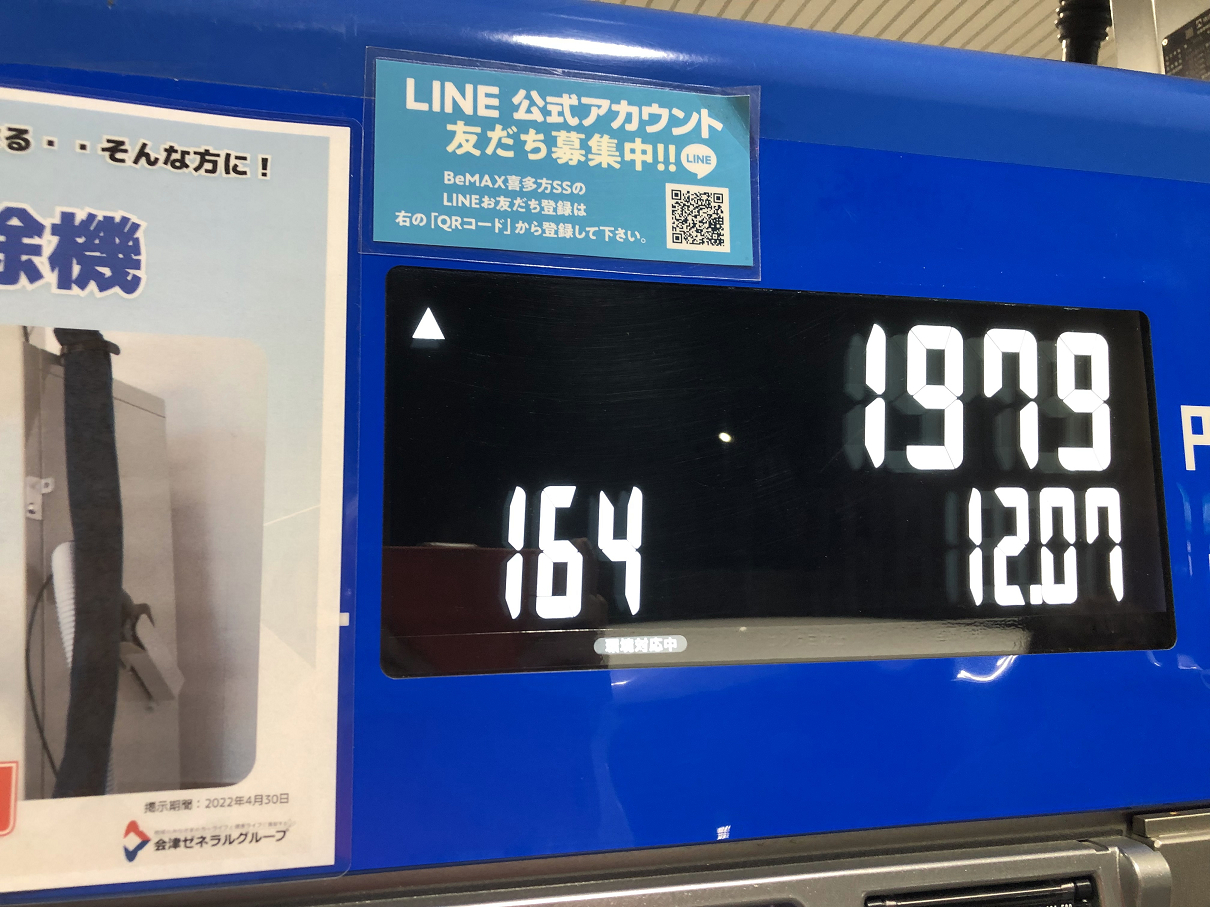 る・・そんな方に！
除機
LINE 公式アカウント
友だち募集中!!
LINE
BeMAX喜多方SSの
LINEお友だち登録は
右の「QRコード」から登録して下さい。
1979
円
164
12.07
環境対応中
掲示期間：2022年4月30日
会津ゼネラルグループ